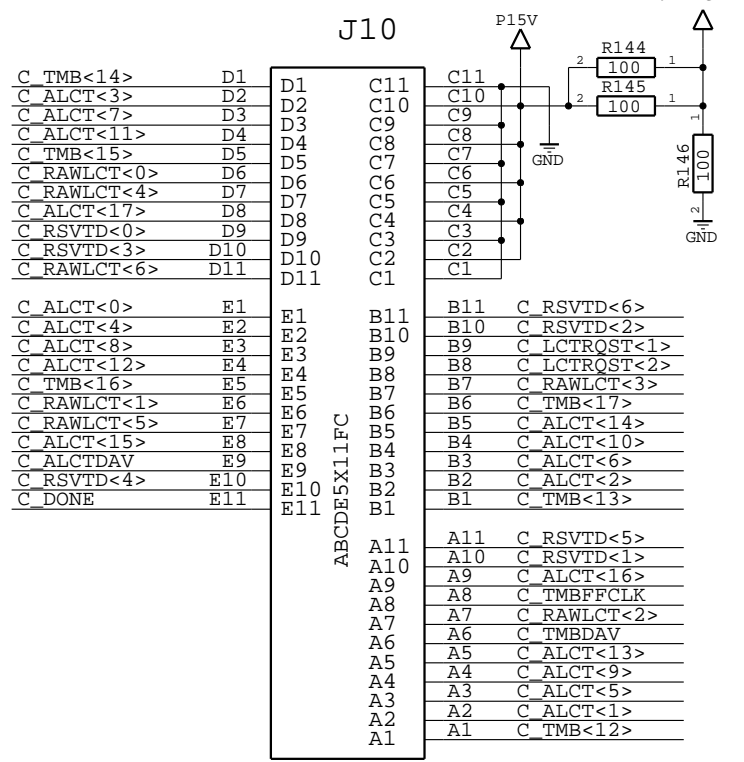 J10
P15V
R144
2 100 1
R145
2 100 1
1
R146
100
2
GND
GND
C_TMB<14> D1 D1 C11 C11
C_ALCT<3> D2 D2 C10 C10
C_ALCT<7> D3 D3 C9 C9
C_ALCT<11> D4 D4 C8 C8
C_TMB<15> D5 D5 C7 C7
C_RAWLCT<0> D6 D6 C6 C6
C_RAWLCT<4> D7 D7 C5 C5
C_ALCT<17> D8 D8 C4 C4
C_RSVTD<0> D9 D9 C3 C3
C_RSVTD<3> D10 D10 C2 C2
C_RAWLCT<6> D11 D11 C1 C1
C_ALCT<0> E1 E1 B11 B11 C_RSVTD<6>
C_ALCT<4> E2 E2 B10 B10 C_RSVTD<2>
C_ALCT<8> E3 E3 B9 B9 C_LCTRQST<1>
C_ALCT<12> E4 E4 B8 B8 C_LCTRQST<2>
C_TMB<16> E5 E5 B7 B7 C_RAWLCT<3>
C_RAWLCT<1> E6 E6 B6 B6 C_TMB<17>
C_RAWLCT<5> E7 E7 B5 B5 C_ALCT<14>
C_ALCT<15> E8 E8 B4 B4 C_ALCT<10>
C_ALCTDAV E9 E9 B3 B3 C_ALCT<6>
C_RSVTD<4> E10 E10 B2 B2 C_ALCT<2>
C_DONE E11 E11 B1 B1 C_TMB<13>
ABCDE5X11FC
A11 A11 C_RSVTD<5>
A10 A10 C_RSVTD<1>
A9 A9 C_ALCT<16>
A8 A8 C_TMBFFCLK
A7 A7 C_RAWLCT<2>
A6 A6 C_TMBDAV
A5 A5 C_ALCT<13>
A4 A4 C_ALCT<9>
A3 A3 C_ALCT<5>
A2 A2 C_ALCT<1>
A1 A1 C_TMB<12>